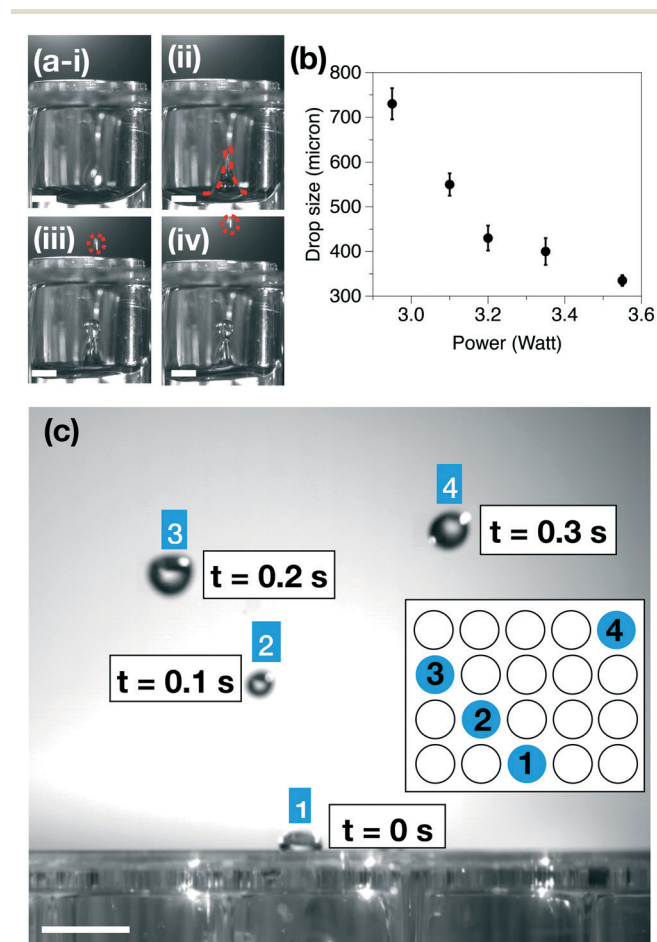 (a-i)
(ii)
(iii)
(iv)
(b)
800
700
600
500
400
300
Drop size (micron)
3.0
3.2
3.4
3.6
Power (Watt)
(c)
3
t = 0.2 s
4
t = 0.3 s
2
t = 0.1 s
1
t = 0 s
4
3
2
1